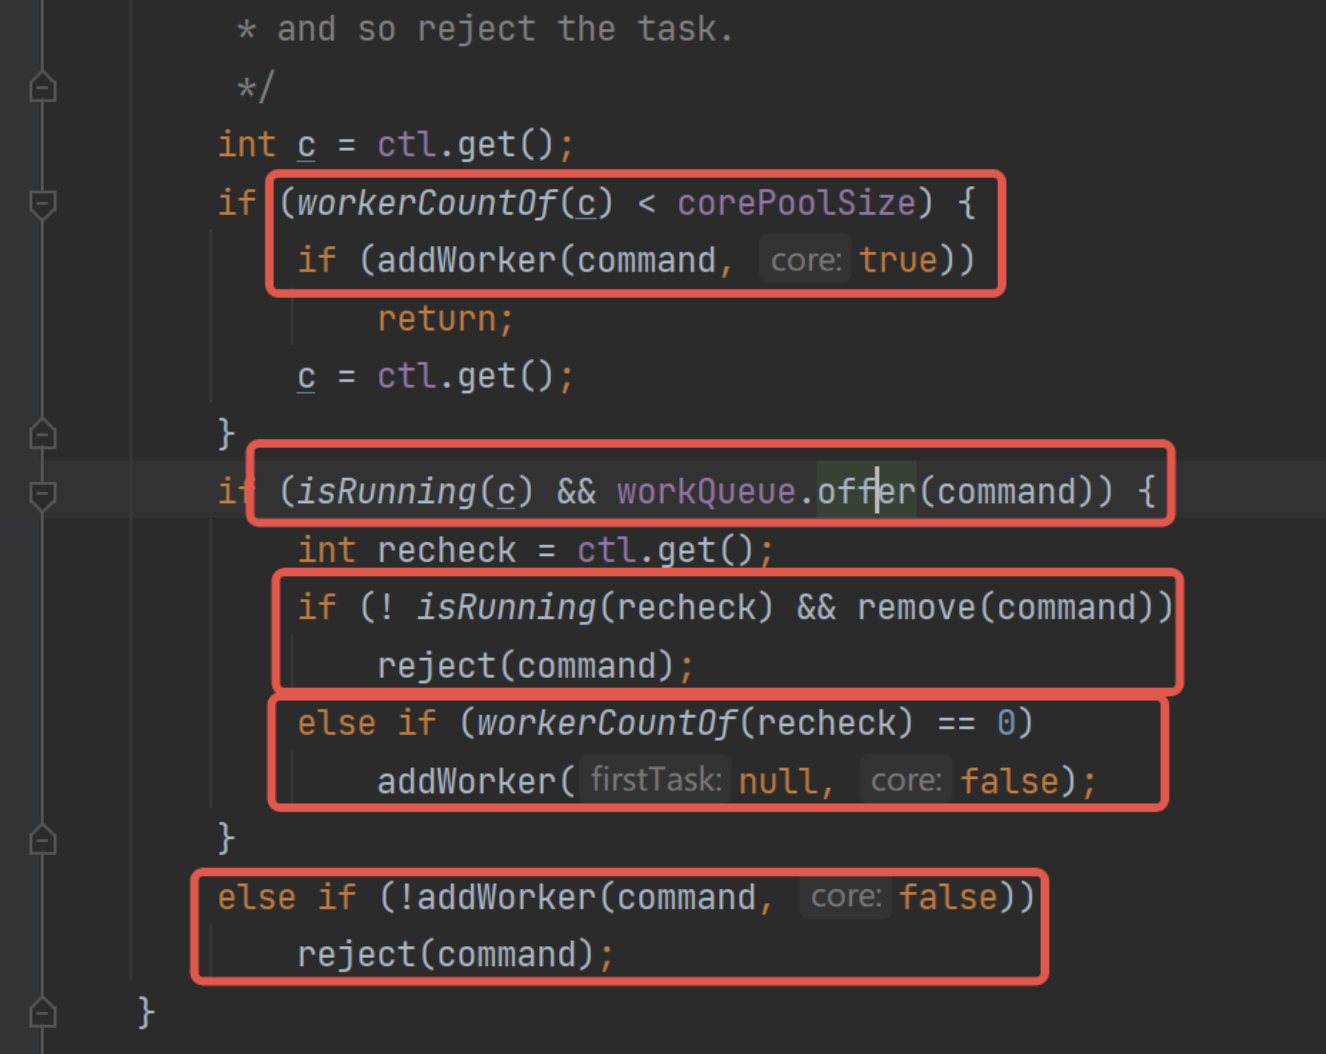 * and so reject the task.
*/
int c = ctl.get();
if (workerCountOf(c) < corePoolSize) {
if (addWorker(command, core: true))
return;
c = ctl.get();
}
if (isRunning(c) && workQueue.offer(command)) {
int recheck = ctl.get();
if (! isRunning(recheck) && remove(command))
reject(command);
else if (workerCountOf(recheck) == 0)
addWorker( firstTask: null, core: false);
}
else if (!addWorker(command, core: false))
reject(command);
}